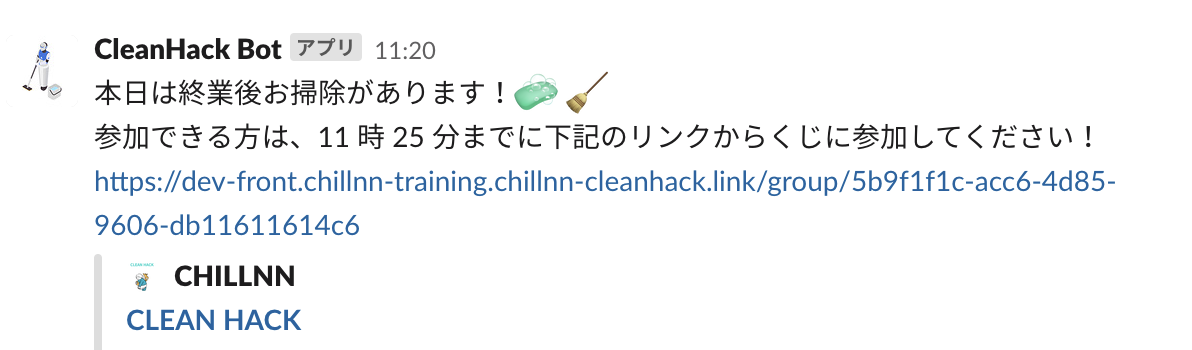 CleanHack Bot アプリ 11:20
本日は終業後お掃除があります！
参加できる方は、11 時 25 分までに下記のリンクからくじに参加してください！
https://dev-front.chillnn-training.chillnn-cleanhack.link/group/5b9f1f1c-acc6-4d85-
9606-db11611614c6
CLEAN HACK
CHILLNN
CLEAN HACK